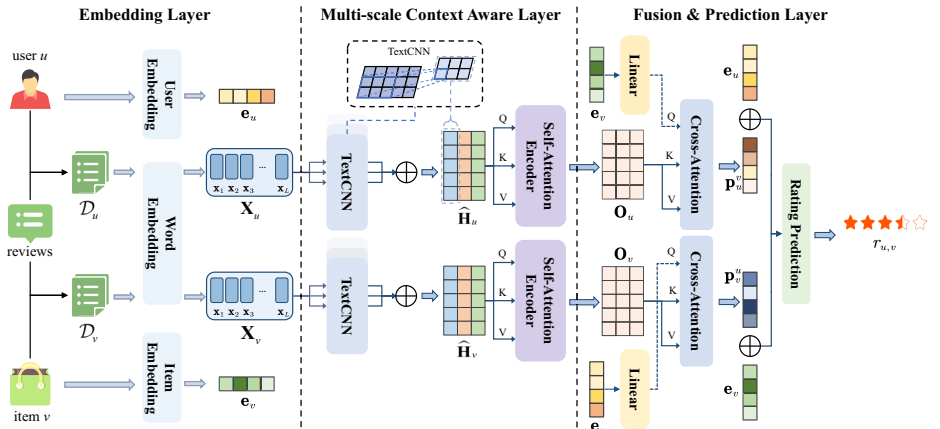 Embedding Layer
Multi-scale Context Aware Layer
Fusion & Prediction Layer
user u
User Embedding
e_u
D_u
Word Embedding
x_1 x_2 x_3 ... x_L
X_u
reviews
D_v
x_1 x_2 x_3 ... x_L
X_v
item v
Item Embedding
e_v
TextCNN
TextCNN
Ĥ_u
Q
K
V
Self-Attention Encoder
TextCNN
Ĥ_v
Q
K
V
Self-Attention Encoder
e_v
Linear
O_u
Q
K
V
Cross-Attention
e_u
p_u^v
O_v
Q
K
V
Cross-Attention
p_v^u
Linear
e_v
Rating Prediction
r_{u,v}